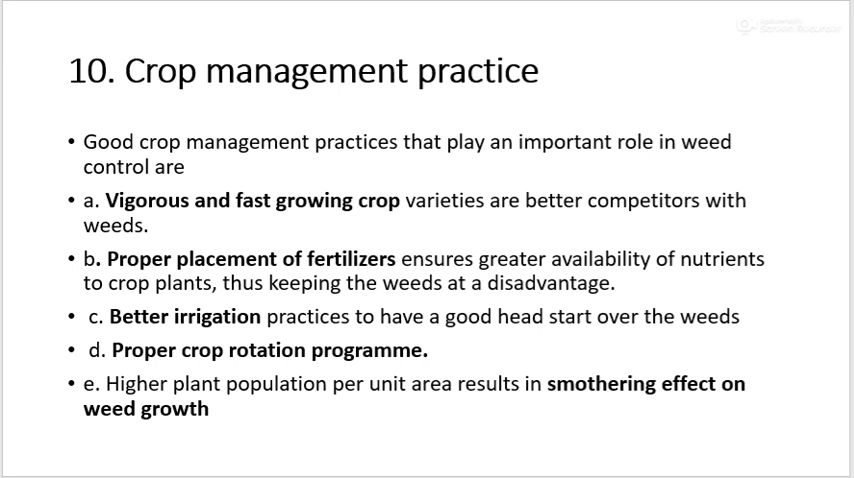 10. Crop management practice
• Good crop management practices that play an important role in weed
control are
• a. Vigorous and fast growing crop varieties are better competitors with
weeds.
• b. Proper placement of fertilizers ensures greater availability of nutrients
to crop plants, thus keeping the weeds at a disadvantage.
• c. Better irrigation practices to have a good head start over the weeds
• d. Proper crop rotation programme.
• e. Higher plant population per unit area results in smothering effect on
weed growth
Screen Recorder